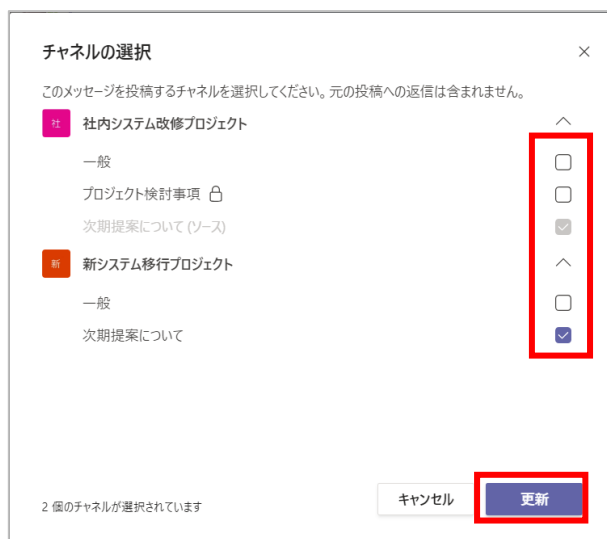 チャネルの選択
このメッセージを投稿するチャネルを選択してください。元の投稿への返信は含まれません。
社 社内システム改修プロジェクト
一般
プロジェクト検討事項
次期提案について (ソース)
新 新システム移行プロジェクト
一般
次期提案について
2 個のチャネルが選択されています キャンセル 更新